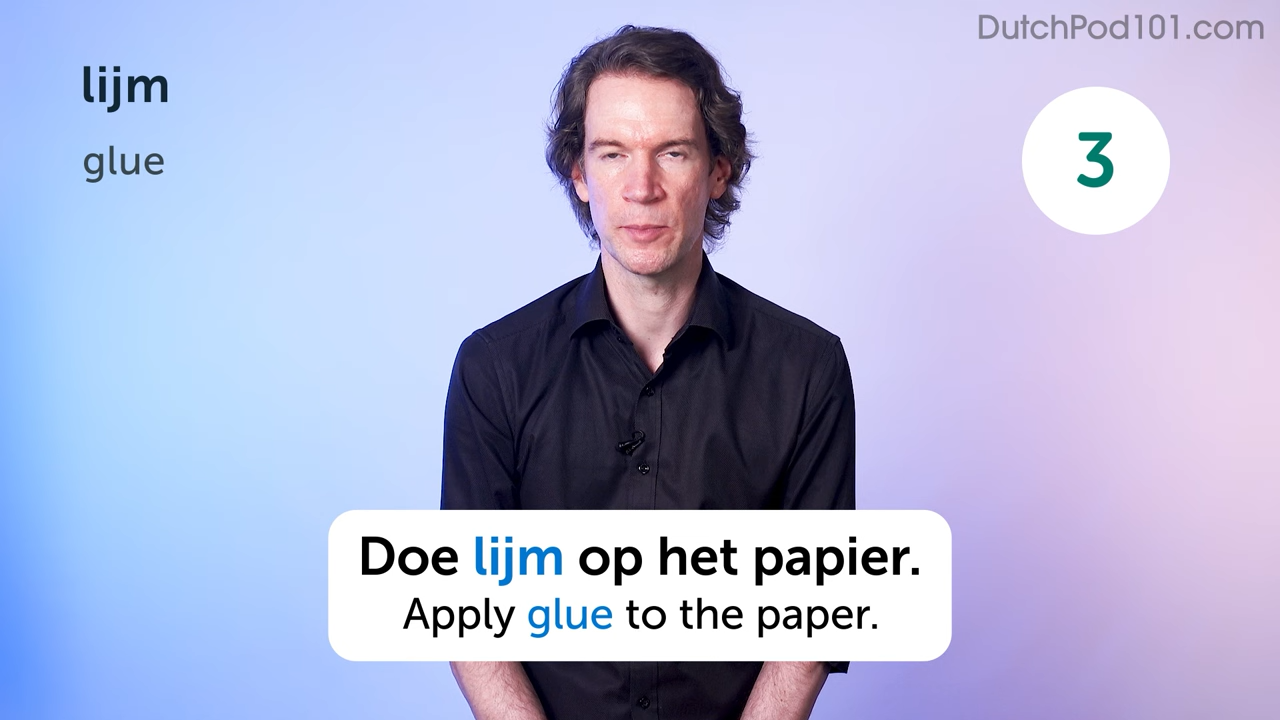 DutchPod101.com
lijm
glue
3
Doe lijm op het papier.
Apply glue to the paper.